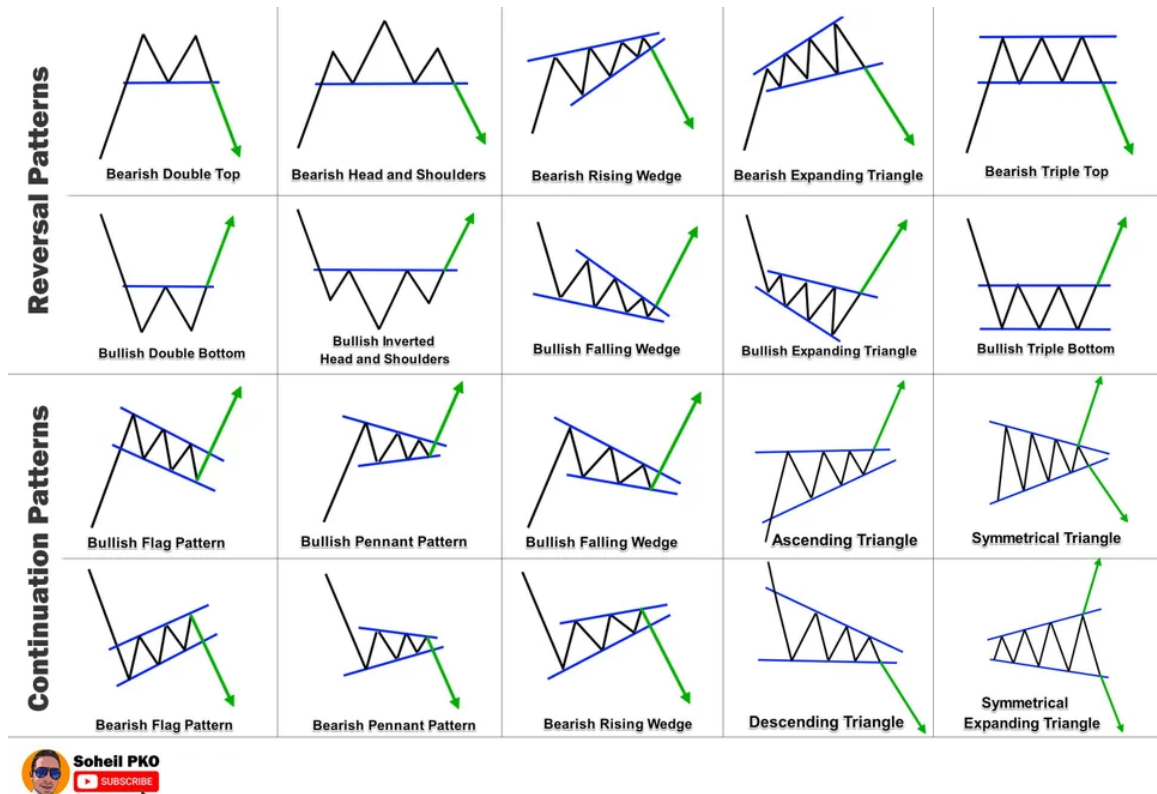 Reversal Patterns
Bearish Double Top
Bearish Head and Shoulders
Bearish Rising Wedge
Bearish Expanding Triangle
Bearish Triple Top
Bullish Double Bottom
Bullish Inverted
Head and Shoulders
Bullish Falling Wedge
Bullish Expanding Triangle
Bullish Triple Bottom
Continuation Patterns
Bullish Flag Pattern
Bullish Pennant Pattern
Bullish Falling Wedge
Ascending Triangle
Symmetrical Triangle
Bearish Flag Pattern
Bearish Pennant Pattern
Bearish Rising Wedge
Descending Triangle
Symmetrical
Expanding Triangle
Soheil PKO
SUBSCRIBE